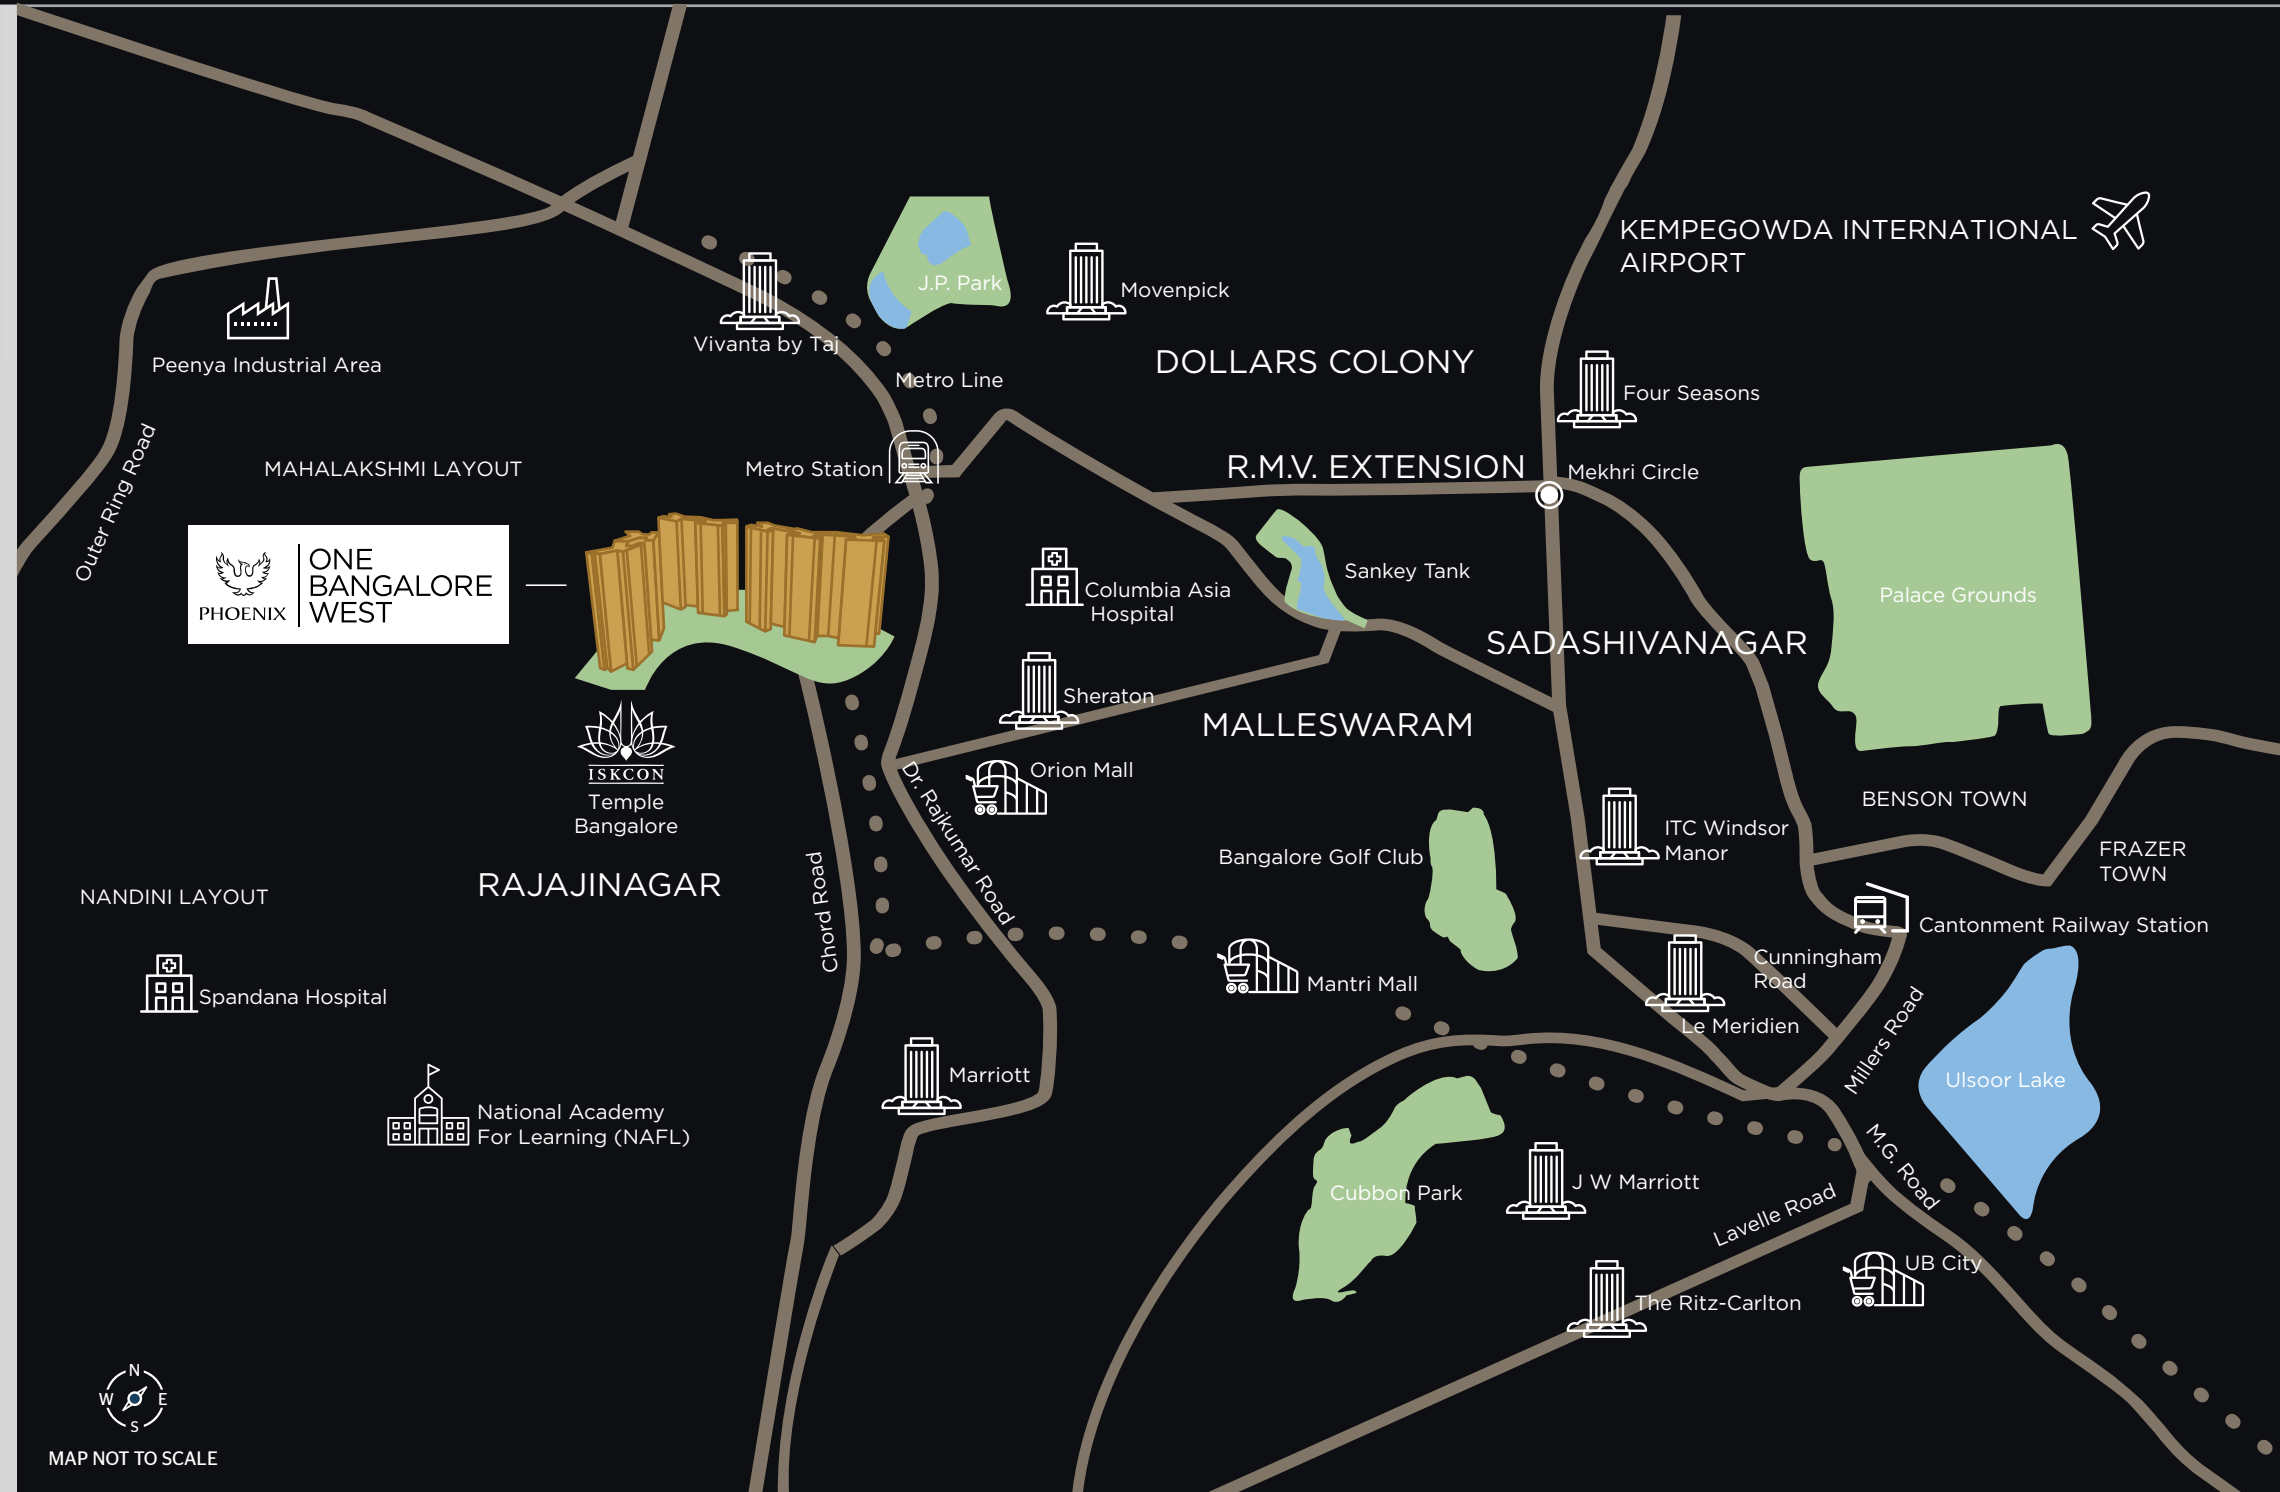 KEMPEGOWDA INTERNATIONAL
AIRPORT
J.P. Park
Movenpick
Vivanta by Taj
Peenya Industrial Area
DOLLARS COLONY
Metro Line
Four Seasons
Outer Ring Road
MAHALAKSHMI LAYOUT
Metro Station
R.M.V. EXTENSION
Mekhri Circle
PHOENIX
ONE
BANGALORE
WEST
Columbia Asia
Hospital
Sankey Tank
Palace Grounds
SADASHIVANAGAR
Sheraton
MALLESWARAM
ISKCON
Temple
Bangalore
Orion Mall
Dr. Rajkumar Road
BENSON TOWN
ITC Windsor
Manor
Bangalore Golf Club
FRAZER
TOWN
RAJAJINAGAR
NANDINI LAYOUT
Chord Road
Cantonment Railway Station
Cunningham
Road
Mantri Mall
Spandana Hospital
Le Meridien
Millers Road
Ulsoor Lake
Marriott
National Academy
For Learning (NAFL)
M.G. Road
Cubbon Park
J W Marriott
Lavelle Road
UB City
The Ritz-Carlton
N
W E
S
MAP NOT TO SCALE